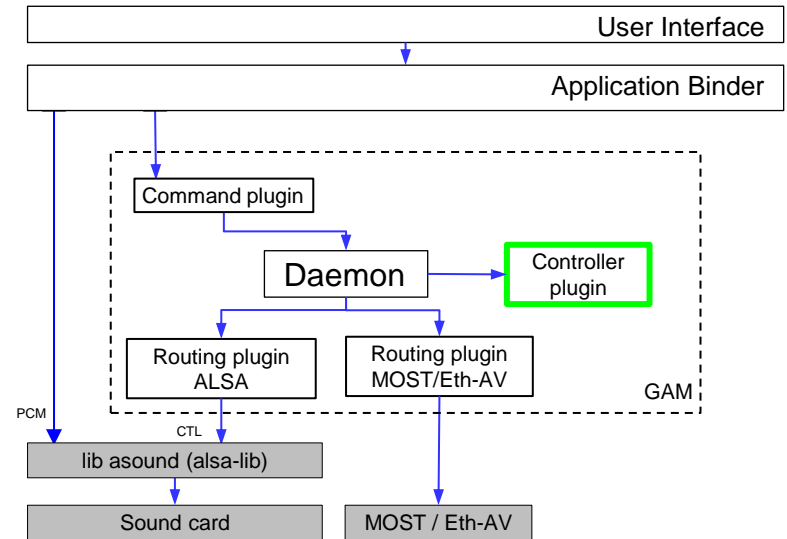 User Interface
Application Binder
Command plugin
Daemon
Controller
plugin
Routing plugin
ALSA
Routing plugin
MOST/Eth-AV
GAM
PCM
CTL
lib asound (alsa-lib)
Sound card
MOST / Eth-AV